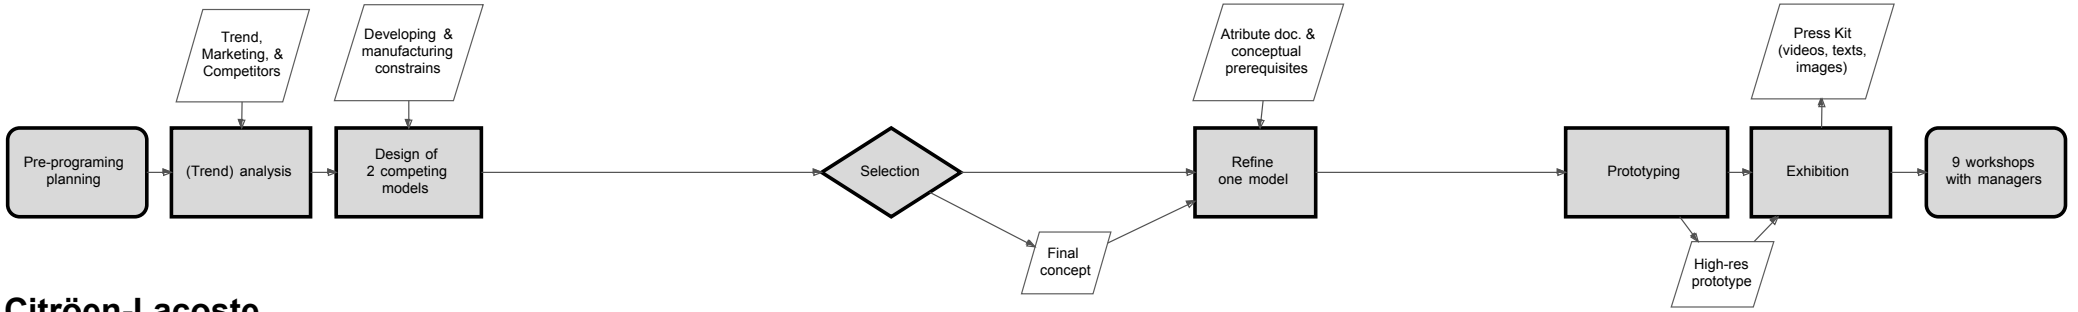 Trend,
Marketing, &
Competitors
Developing &
manufacturing
constrains
Atribute doc. &
conceptual
prerequisites
Press Kit
(videos, texts,
images)
Pre-programing
planning
(Trend) analysis
Design of
2 competing
models
Selection
Refine
one model
Prototyping
Exhibition
9 workshops
with managers
Final
concept
High-res
prototype
Citröen-Lacoste